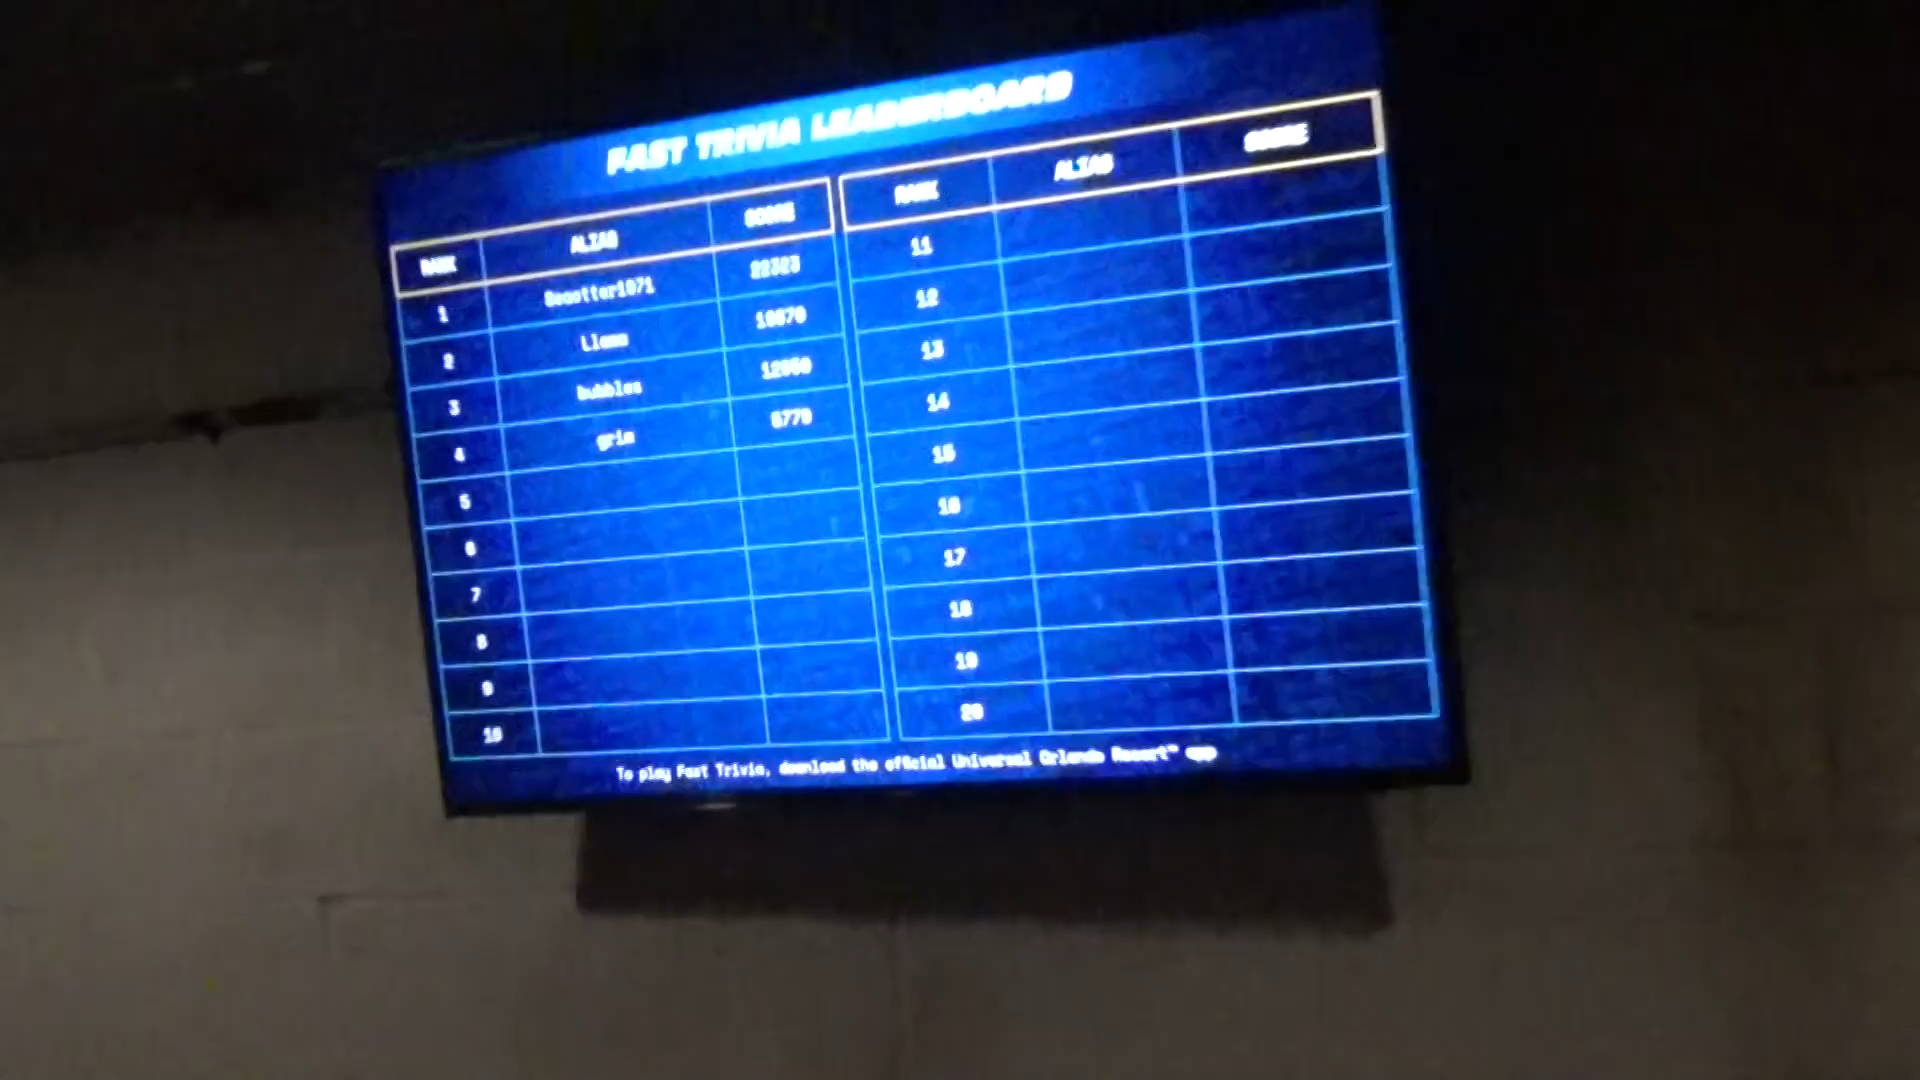 FAST TRIVIA LEADERBOARD
RANK ALIAS SCORE
1 Seaotter1071 22323
2 Llama
3 bubbles
4 grim
5
6
7
8
9
10
RANK ALIAS SCORE
11
12
13
14
15
16
17
18
19
20
To play Fast Trivia, download the official Universal Orlando Resort™ app